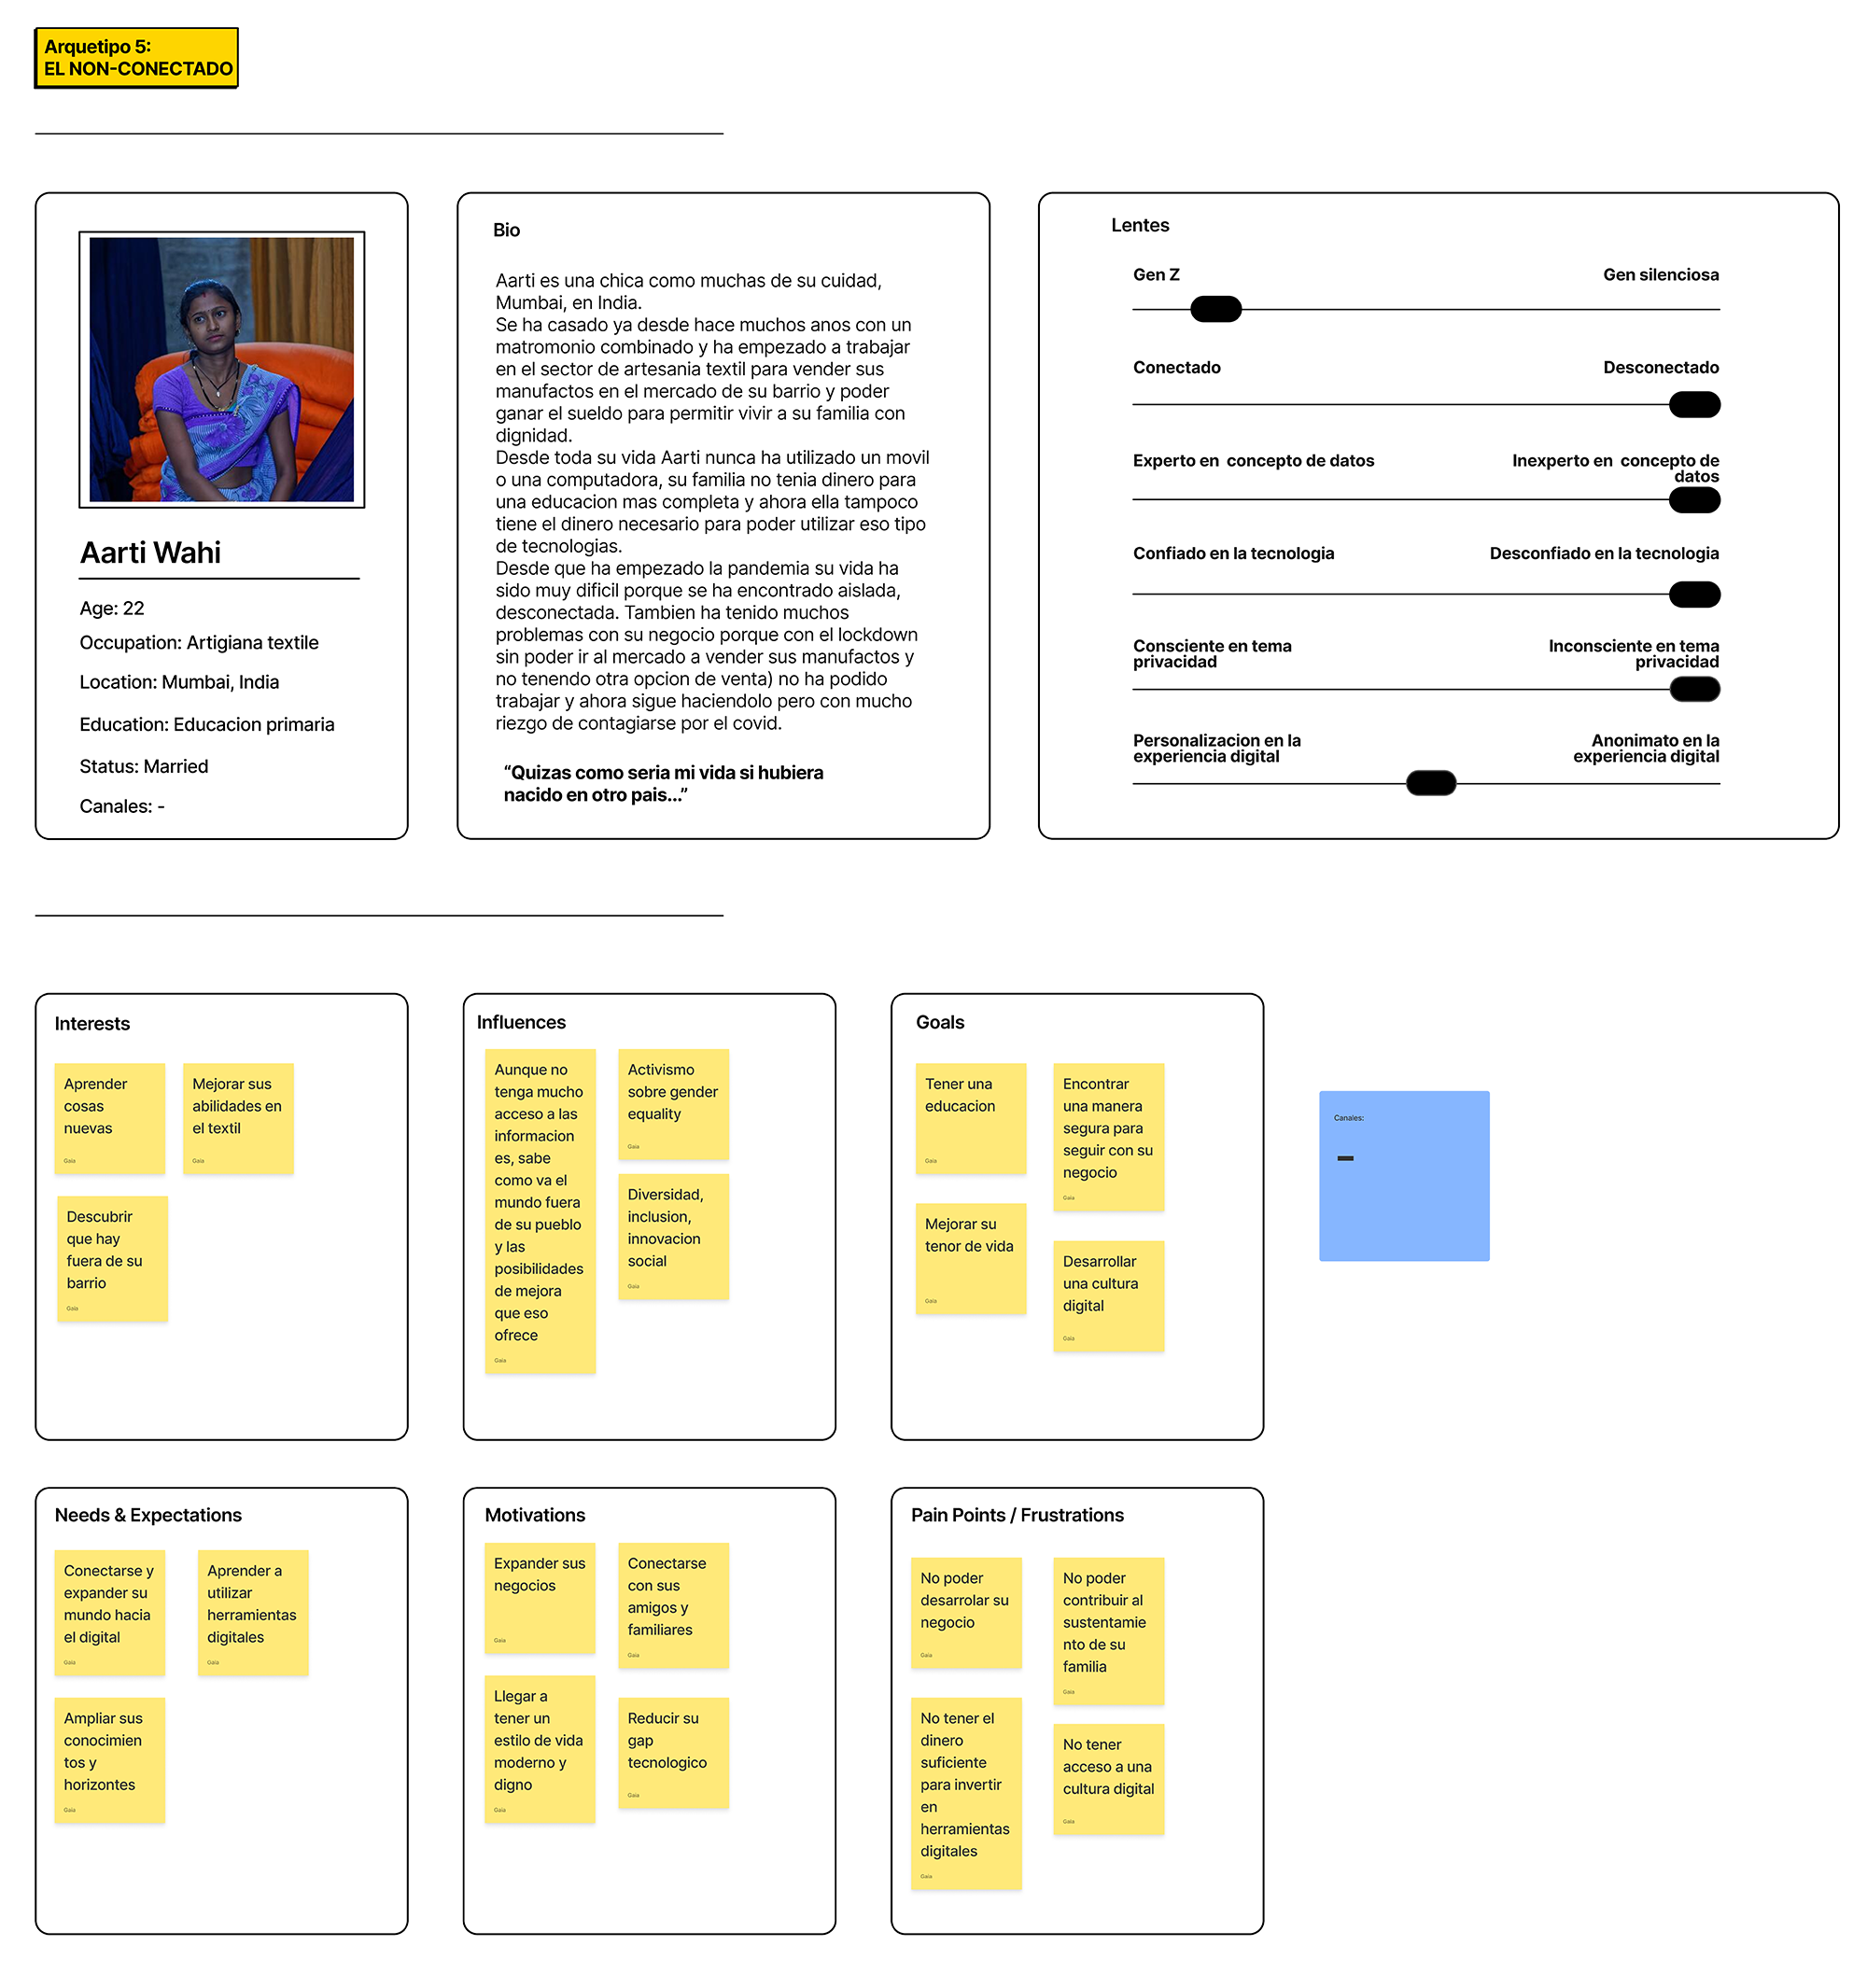 Arquetipo 5:
EL NON-CONECTADO
Aarti Wahi
Age: 22
Occupation: Artigiana textile
Location: Mumbai, India
Education: Educacion primaria
Status: Married
Canales: -
Bio
Aarti es una chica como muchas de su cuidad,
Mumbai, en India.
Se ha casado ya desde hace muchos anos con un
matromonio combinado y ha empezado a trabajar
en el sector de artesania textil para vender sus
manufactos en el mercado de su barrio y poder
ganar el sueldo para permitir vivir a su familia con
dignidad.
Desde toda su vida Aarti nunca ha utilizado un movil
o una computadora, su familia no tenia dinero para
una educacion mas completa y ahora ella tampoco
tiene el dinero necesario para poder utilizar eso tipo
de tecnologias.
Desde que ha empezado la pandemia su vida ha
sido muy dificil porque se ha encontrado aislada,
desconectada. Tambien ha tenido muchos
problemas con su negocio porque con el lockdown
sin poder ir al mercado a vender sus manufactos y
no tenendo otra opcion de venta) no ha podido
trabajar y ahora sigue haciendolo pero con mucho
riezgo de contagiarse por el covid.
“Quizas como seria mi vida si hubiera
nacido en otro pais...”
Lentes
Gen Z
Gen silenciosa
Conectado
Desconectado
Experto en  concepto de datos
Inexperto en  concepto de
datos
Confiado en la tecnologia
Desconfiado en la tecnologia
Consciente en tema
privacidad
Inconsciente en tema
privacidad
Personalizacion en la
experiencia digital
Anonimato en la
experiencia digital
Interests
Aprender
cosas
nuevas
Gaia
Mejorar sus
abilidades en
el textil
Gaia
Descubrir
que hay
fuera de su
barrio
Gaia
Influences
Aunque no
tenga mucho
acceso a las
informacion
es, sabe
como va el
mundo fuera
de su pueblo
y las
posibilidades
de mejora
que eso
ofrece
Gaia
Activismo
sobre gender
equality
Gaia
Diversidad,
inclusion,
innovacion
social
Gaia
Goals
Tener una
educacion
Gaia
Encontrar
una manera
segura para
seguir con su
negocio
Gaia
Mejorar su
tenor de vida
Gaia
Desarrollar
una cultura
digital
Gaia
Canales:
-
Needs & Expectations
Conectarse y
expander su
mundo hacia
el digital
Gaia
Aprender a
utilizar
herramientas
digitales
Gaia
Ampliar sus
conocimien
tos y
horizontes
Gaia
Motivations
Expander sus
negocios
Gaia
Conectarse
con sus
amigos y
familiares
Gaia
Llegar a
tener un
estilo de vida
moderno y
digno
Gaia
Reducir su
gap
tecnologico
Gaia
Pain Points / Frustrations
No poder
desarrolar su
negocio
Gaia
No poder
contribuir al
sustentamie
nto de su
familia
Gaia
No tener el
dinero
suficiente
para invertir
en
herramientas
digitales
Gaia
No tener
acceso a una
cultura digital
Gaia